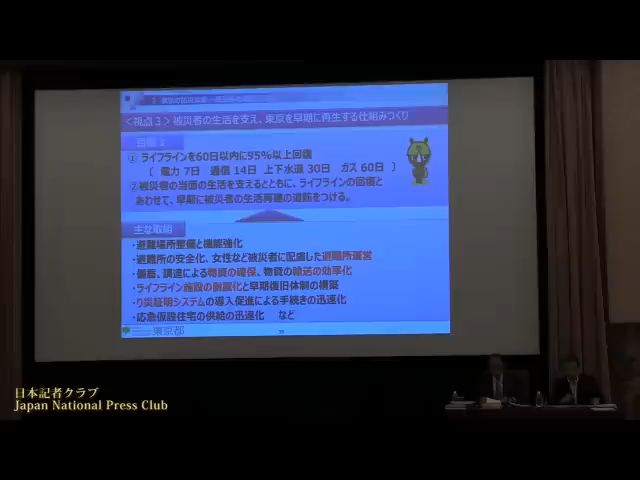 ＜視点３＞被災者の生活を支え、東京を早期に再生する仕組みづくり
目標
① ライフラインを60日以内に95％以上回復
〔 電力 7日 通信 14日 上下水道 30日 ガス 60日 〕
②被災者の当面の生活を支えるとともに、ライフラインの回復と
あわせて、早期に被災者の生活再建の道筋をつける。
主な取組
・避難場所整備と機能強化
・避難所の安全化、女性など被災者に配慮した避難所運営
・備蓄、調達による物資の確保、物資の輸送の効率化
・ライフライン施設の耐震化と早期復旧体制の構築
・り災証明システムの導入促進による手続きの迅速化
・応急仮設住宅の供給の迅速化 など
東京都
日本記者クラブ
Japan National Press Club